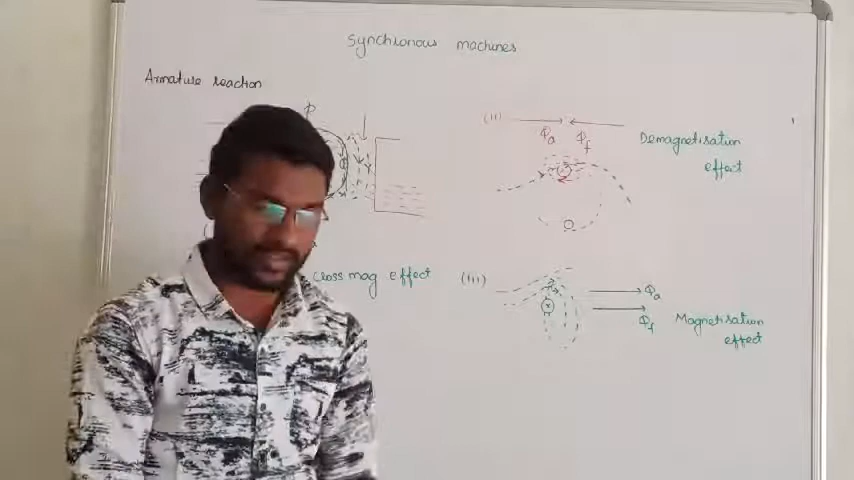 Synchronous machines
Armature reaction
ϕ
Cross mag effect
(ii)
Φa Φf
Demagnetisation
effect
(iii)
Φa
Φf
Magnetisation
effect